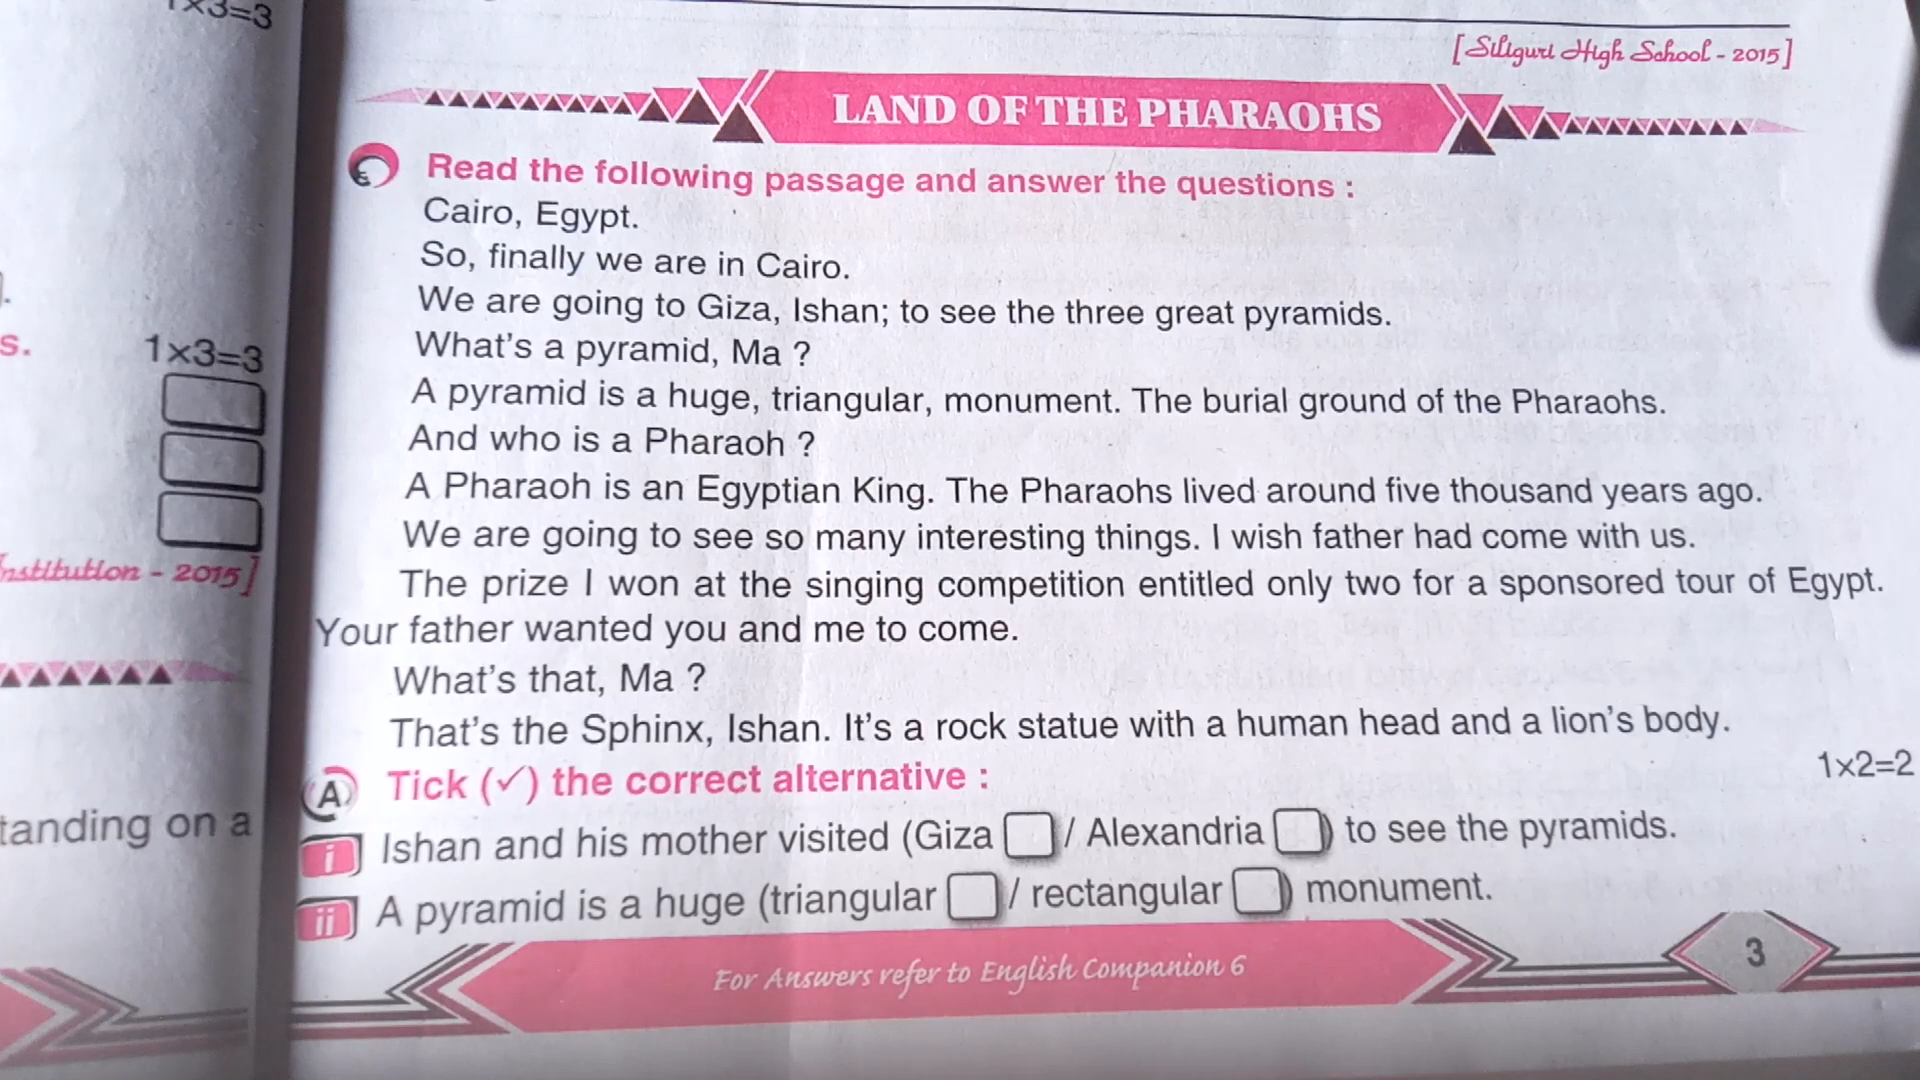 1×3=3
[Siliguri High School - 2015]
LAND OF THE PHARAOHS
Read the following passage and answer the questions :
Cairo, Egypt.
So, finally we are in Cairo.
We are going to Giza, Ishan; to see the three great pyramids.
What's a pyramid, Ma ?
A pyramid is a huge, triangular, monument. The burial ground of the Pharaohs.
And who is a Pharaoh ?
A Pharaoh is an Egyptian King. The Pharaohs lived around five thousand years ago.
We are going to see so many interesting things. I wish father had come with us.
The prize I won at the singing competition entitled only two for a sponsored tour of Egypt.
Your father wanted you and me to come.
What's that, Ma ?
That's the Sphinx, Ishan. It's a rock statue with a human head and a lion's body.
A Tick (✓) the correct alternative : 1×2=2
i Ishan and his mother visited (Giza / Alexandria ) to see the pyramids.
ii A pyramid is a huge (triangular / rectangular ) monument.
For Answers refer to English Companion 6
3
s. 1×3=3
nstitution - 2015]
tanding on a